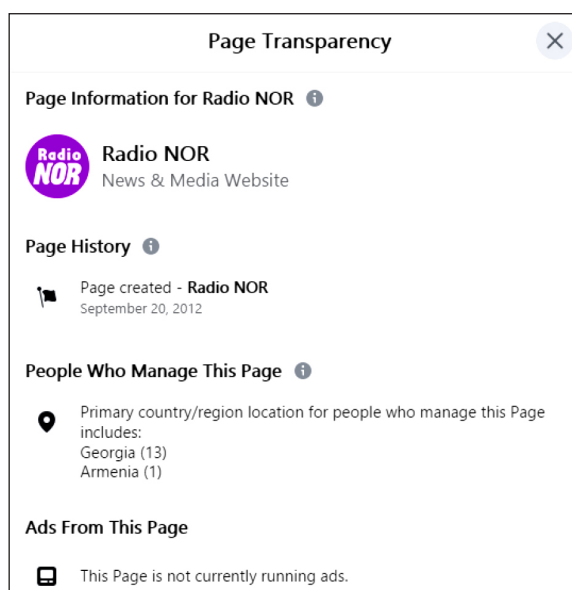 Page Transparency
Page Information for Radio NOR
Radio
NOR
Radio NOR
News & Media Website
Page History
Page created - Radio NOR
September 20, 2012
People Who Manage This Page
Primary country/region location for people who manage this Page
includes:
Georgia (13)
Armenia (1)
Ads From This Page
This Page is not currently running ads.